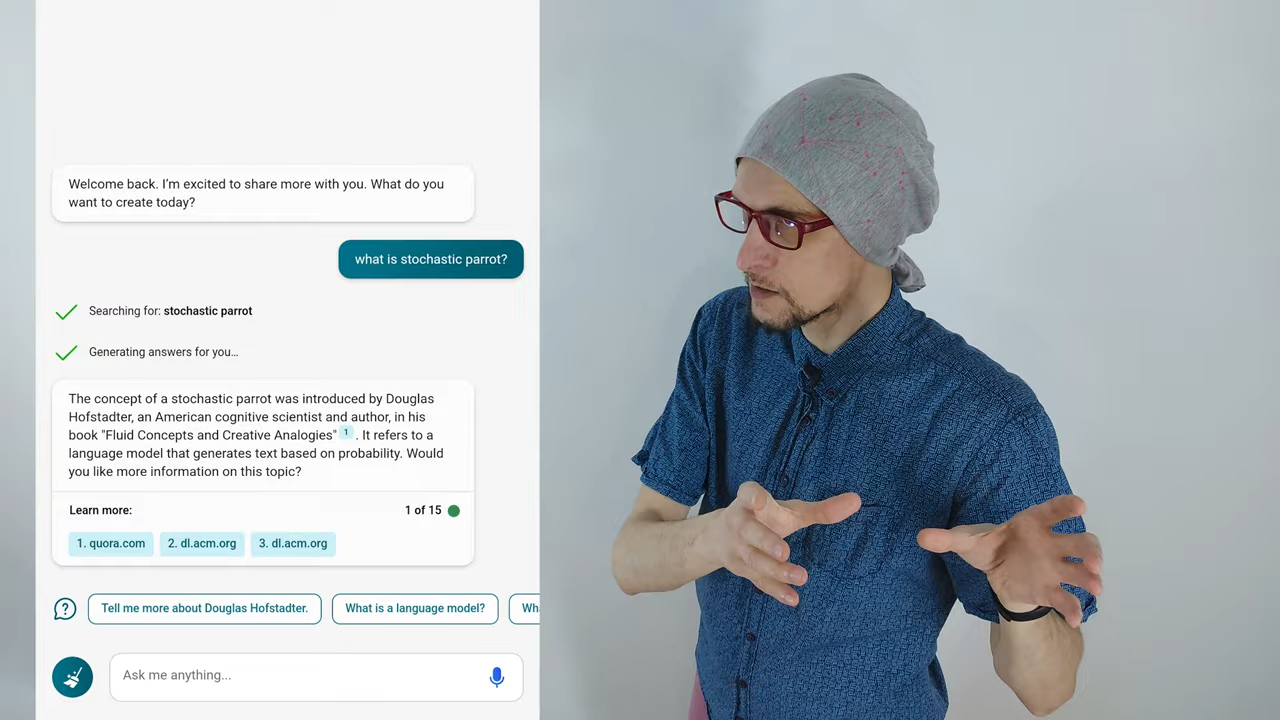 Welcome back. I'm excited to share more with you. What do you
want to create today?
what is stochastic parrot?
Searching for: stochastic parrot
Generating answers for you...
The concept of a stochastic parrot was introduced by Douglas
Hofstadter, an American cognitive scientist and author, in his
book "Fluid Concepts and Creative Analogies" 1 . It refers to a
language model that generates text based on probability. Would
you like more information on this topic?
Learn more: 1 of 15
1. quora.com 2. dl.acm.org 3. dl.acm.org
Tell me more about Douglas Hofstadter. What is a language model?
Ask me anything...